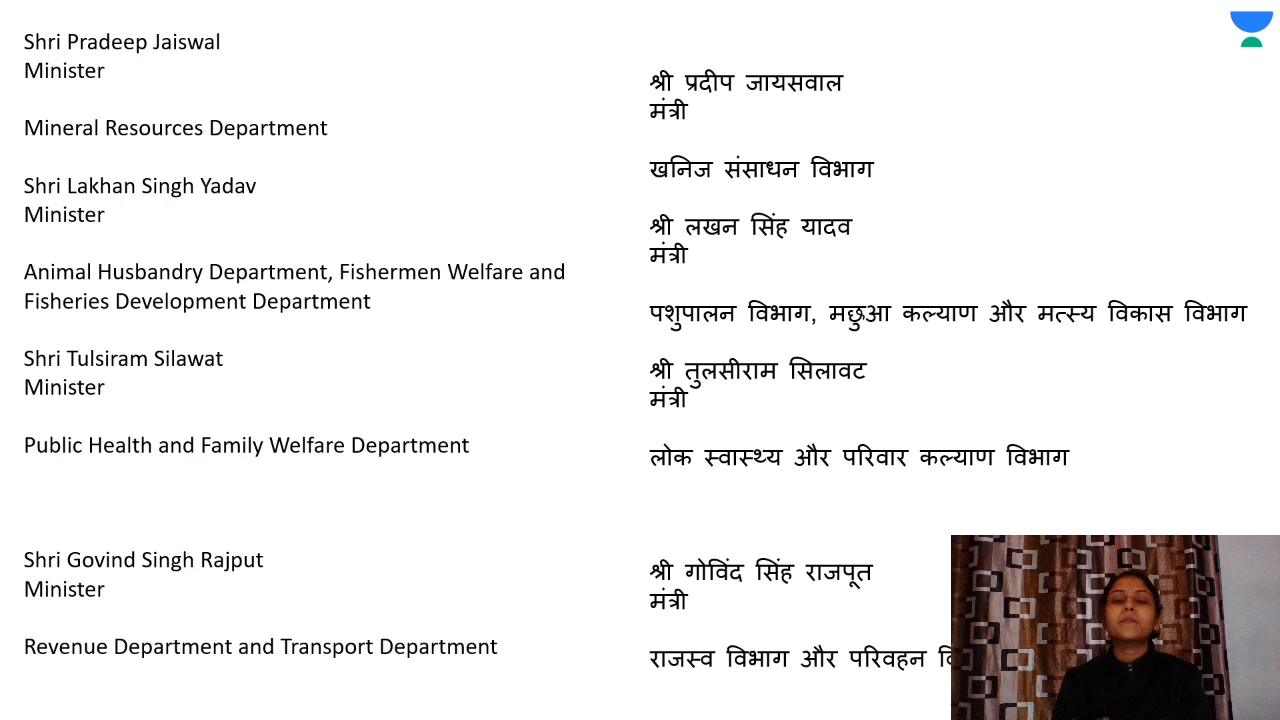 Shri Pradeep Jaiswal
Minister
Mineral Resources Department
Shri Lakhan Singh Yadav
Minister
Animal Husbandry Department, Fishermen Welfare and
Fisheries Development Department
Shri Tulsiram Silawat
Minister
Public Health and Family Welfare Department
Shri Govind Singh Rajput
Minister
Revenue Department and Transport Department
श्री प्रदीप जायसवाल
मंत्री
खनिज संसाधन विभाग
श्री लखन सिंह यादव
मंत्री
पशुपालन विभाग, मछुआ कल्याण और मत्स्य विकास विभाग
श्री तुलसीराम सिलावट
मंत्री
लोक स्वास्थ्य और परिवार कल्याण विभाग
श्री गोविंद सिंह राजपूत
मंत्री
राजस्व विभाग और परिवहन